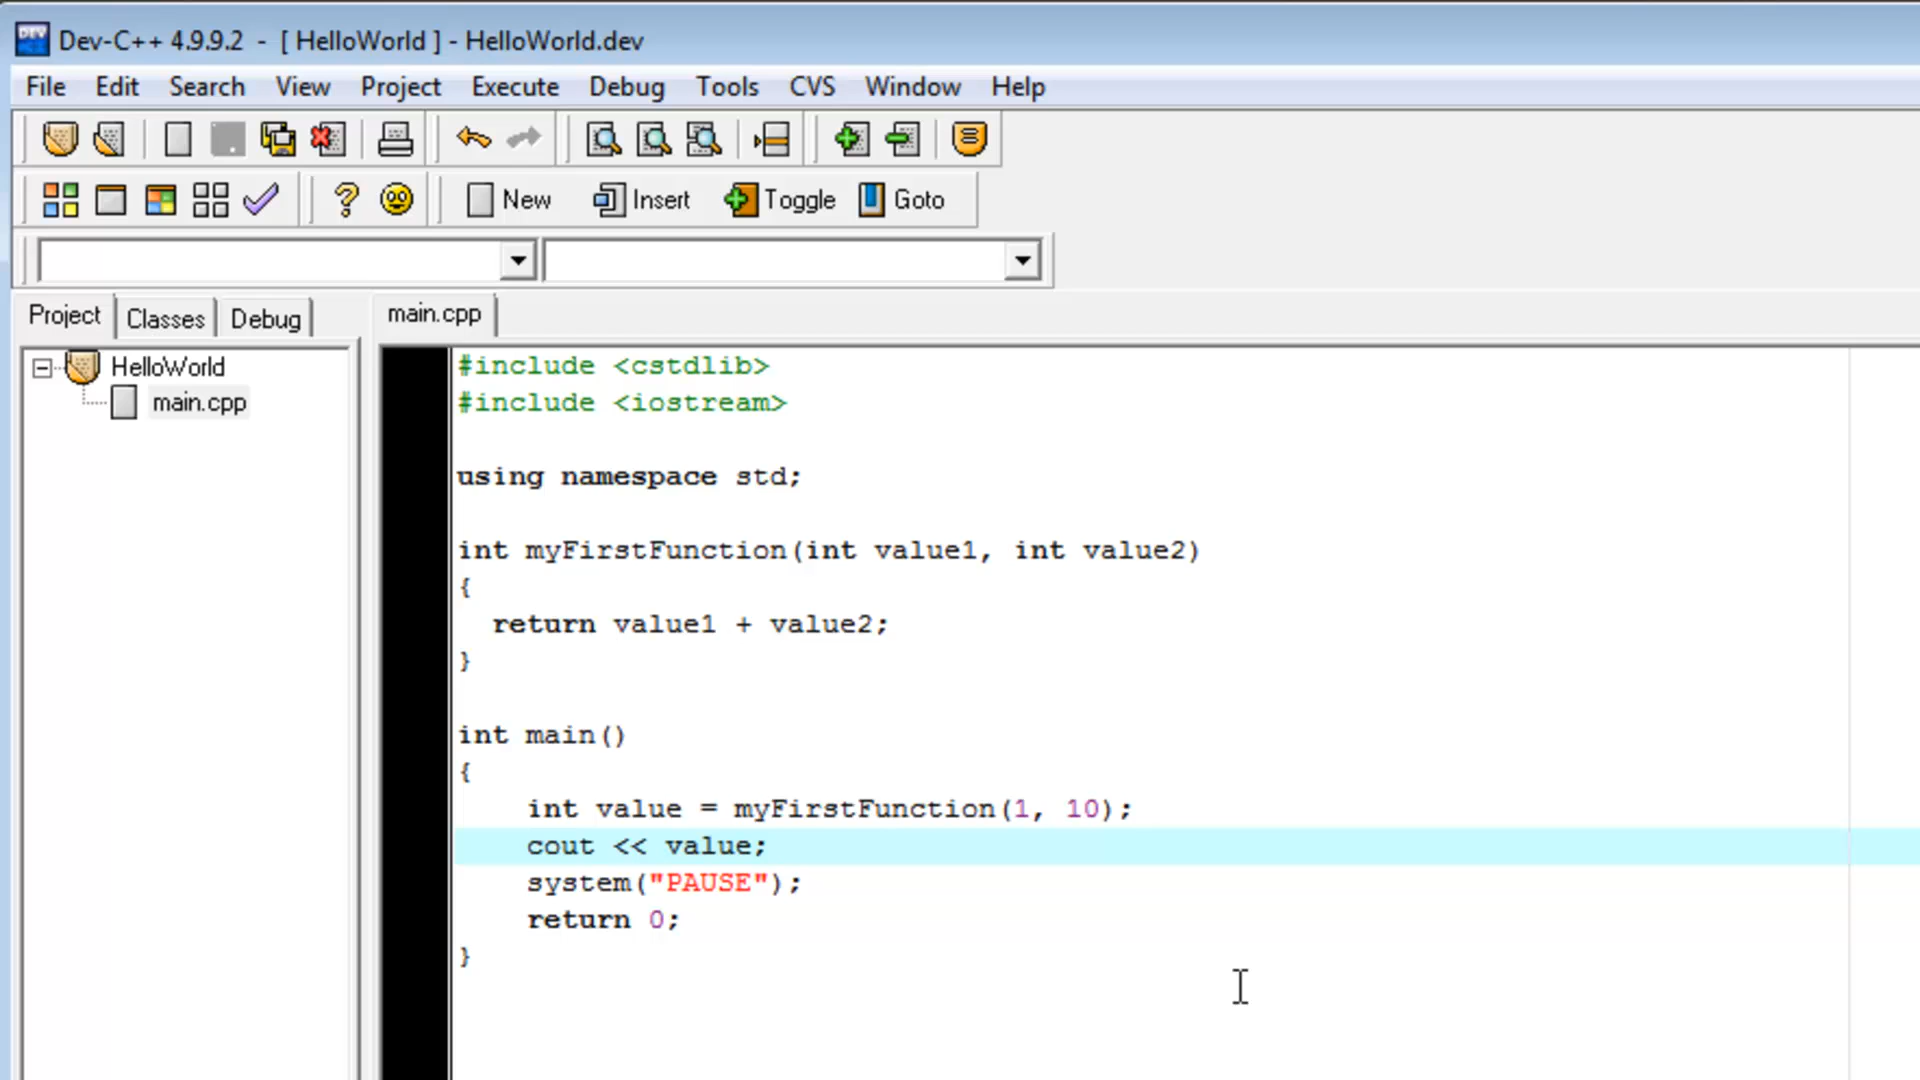 Dev-C++ 4.9.9.2 - [ HelloWorld ] - HelloWorld.dev
File Edit Search View Project Execute Debug Tools CVS Window Help
New Insert Toggle Goto
Project Classes Debug main.cpp
HelloWorld
main.cpp
#include <cstdlib>
#include <iostream>
using namespace std;
int myFirstFunction(int value1, int value2)
{
return value1 + value2;
}
int main()
{
int value = myFirstFunction(1, 10);
cout << value;
system("PAUSE");
return 0;
}